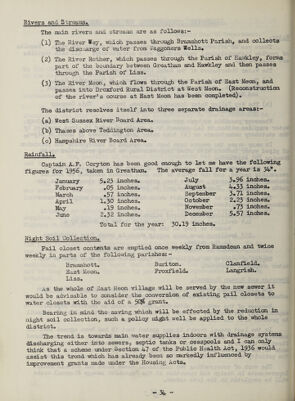 Rivers and Streams.
The main rivers and streams are as follows:-
(1) The River Wey, which passes through Bramshott Parish, and collects
the discharge of water from Waggoners Wells.
(2) The River Rother, which passes through the Parish of Hawkley, forms
part of the boundary between Greatham and Hawkley and then passes
through the Parish of Liss.
(3) The River Meon, which flows through the Parish of East Meon, and
passes into Droxford Rural District at West Meon. (Reconstruction
of the river's course at East Meon has been completed).
The district resolves itself into three separate drainage areas:-
(a) West Sussex River Board Area.
(b) Thames above Teddington Area.
(c) Hampshire River Board Area.
Rainfall.
Captain A.F. Coryton has been good enough to let me have the following
figures for 1956, taken in Greatham. The average fall for a year is 34".
January 5.23 inches. July 3.96 inches.
February .05 inches. August 4.33 inches.
March .57 inches. September 3.71 inches.
April 1.30 inches. October 2.23 inches.
May .19 inches. November .73 inches.
June 2.32 inches. December 5.57 inches.
Total for the year: 30.19 inches.
Night Soil Collection.
Pail closet contents are emptied once weekly from Ramsdean and twice
weekly in parts of the following parishes:-
Bramshott. Buriton. Clanfield.
East Meon. Froxfield. Langrish.
Liss.
As the whole of East Meon village will be served by the new sewer it
would be advisable to consider the conversion of existing pail closets to
water closets with the aid of a 50% grant.
Bearing in mind the saving which will be effected by the reduction in
night soil collection, such a policy might well be applied to the whole
district.
The trend is towards main water supplies indoors with drainage systems
discharging either into sewers, septic tanks or cesspools and I can only
think that a scheme under Section 47 of the Public Health Act, 1936 would
assist this trend which has already been so markedly influenced by
improvement grants made under the Housing Acts.
- 34 -